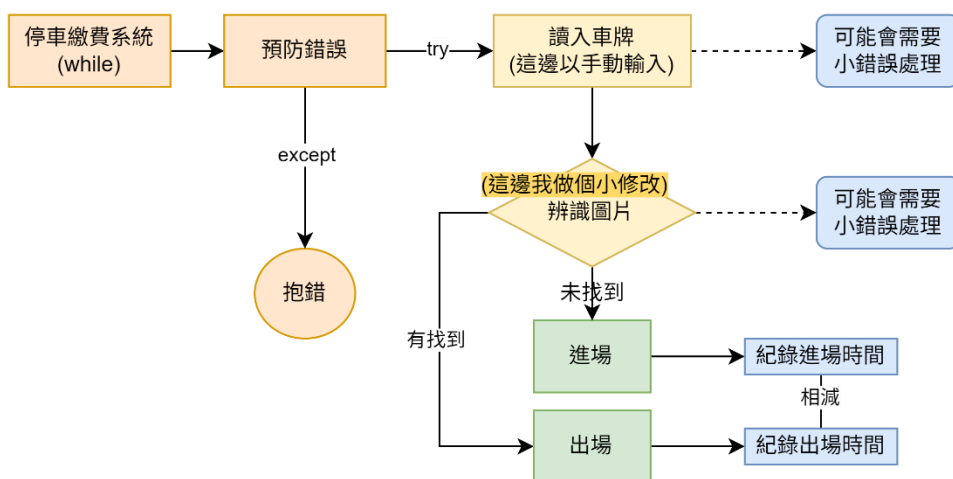 停車繳費系統
(while)
預防錯誤
try
讀入車牌
(這邊以手動輸入)
可能會需要
小錯誤處理
except
(這邊我做個小修改)
辨識圖片
可能會需要
小錯誤處理
抱錯
未找到
有找到
進場
紀錄進場時間
相減
出場
紀錄出場時間